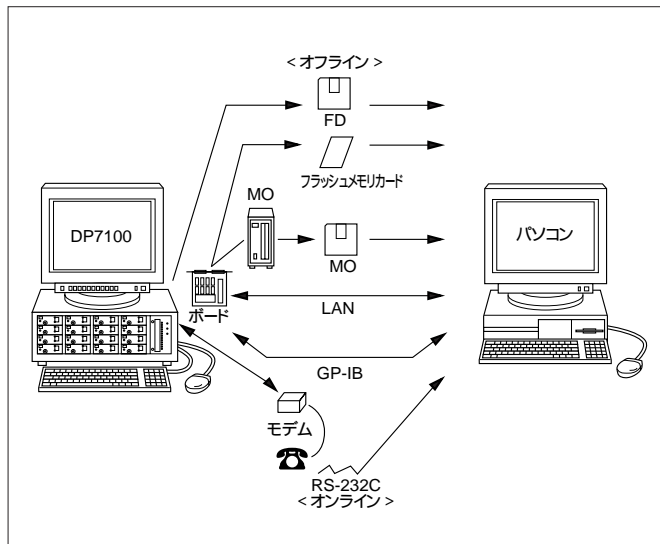 <オフライン>
FD
フラッシュメモリカード
MO
DP7100
パソコン
MO
ボード
LAN
GP-IB
モデム
RS-232C
<オンライン>